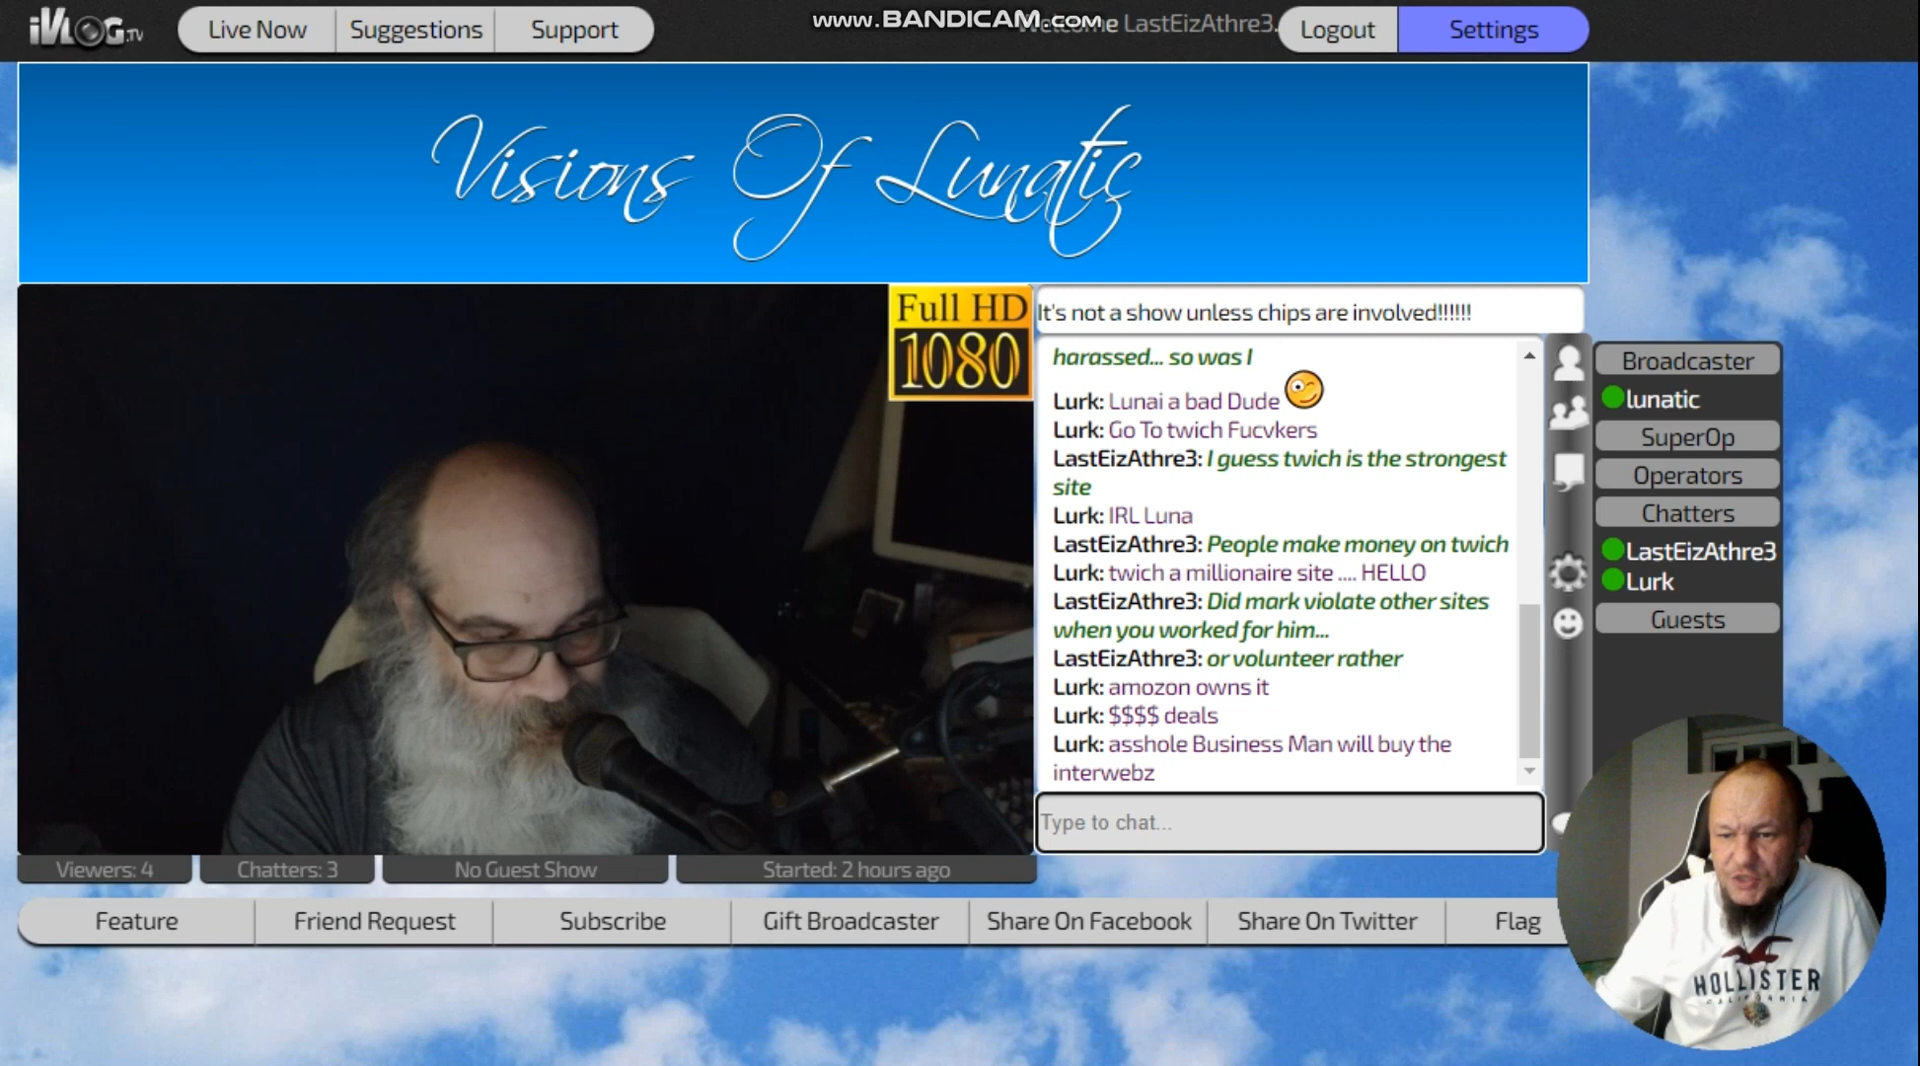 iVLOG.TV
Live Now
Suggestions
Support
www.BANDICAM.com
Welcome LastEizAthre3.
Logout
Settings
Visions Of Lunatic
Full HD
1080
It's not a show unless chips are involved!!!!!!
harassed... so was I
Lurk: Lunai a bad Dude
Lurk: Go To twich Fucvkers
LastEizAthre3: I guess twich is the strongest
site
Lurk: IRL Luna
LastEizAthre3: People make money on twich
Lurk: twich a millionaire site .... HELLO
LastEizAthre3: Did mark violate other sites
when you worked for him...
LastEizAthre3: or volunteer rather
Lurk: amozon owns it
Lurk: $$$$ deals
Lurk: asshole Business Man will buy the
interwebz
Type to chat...
Broadcaster
lunatic
SuperOp
Operators
Chatters
LastEizAthre3
Lurk
Guests
Viewers: 4
Chatters: 3
No Guest Show
Started: 2 hours ago
Feature
Friend Request
Subscribe
Gift Broadcaster
Share On Facebook
Share On Twitter
Flag
HOLLISTER
CALIFORNIA